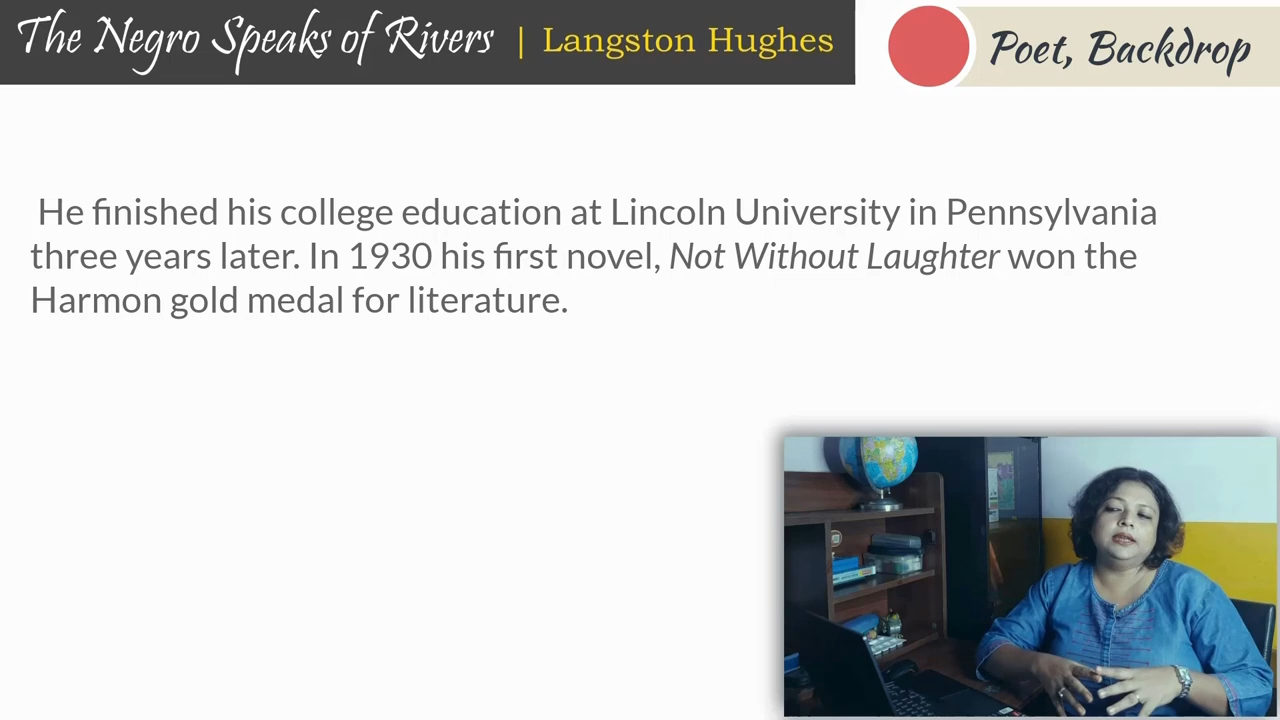 The Negro Speaks of Rivers | Langston Hughes
Poet, Backdrop
He finished his college education at Lincoln University in Pennsylvania
three years later. In 1930 his first novel, Not Without Laughter won the
Harmon gold medal for literature.